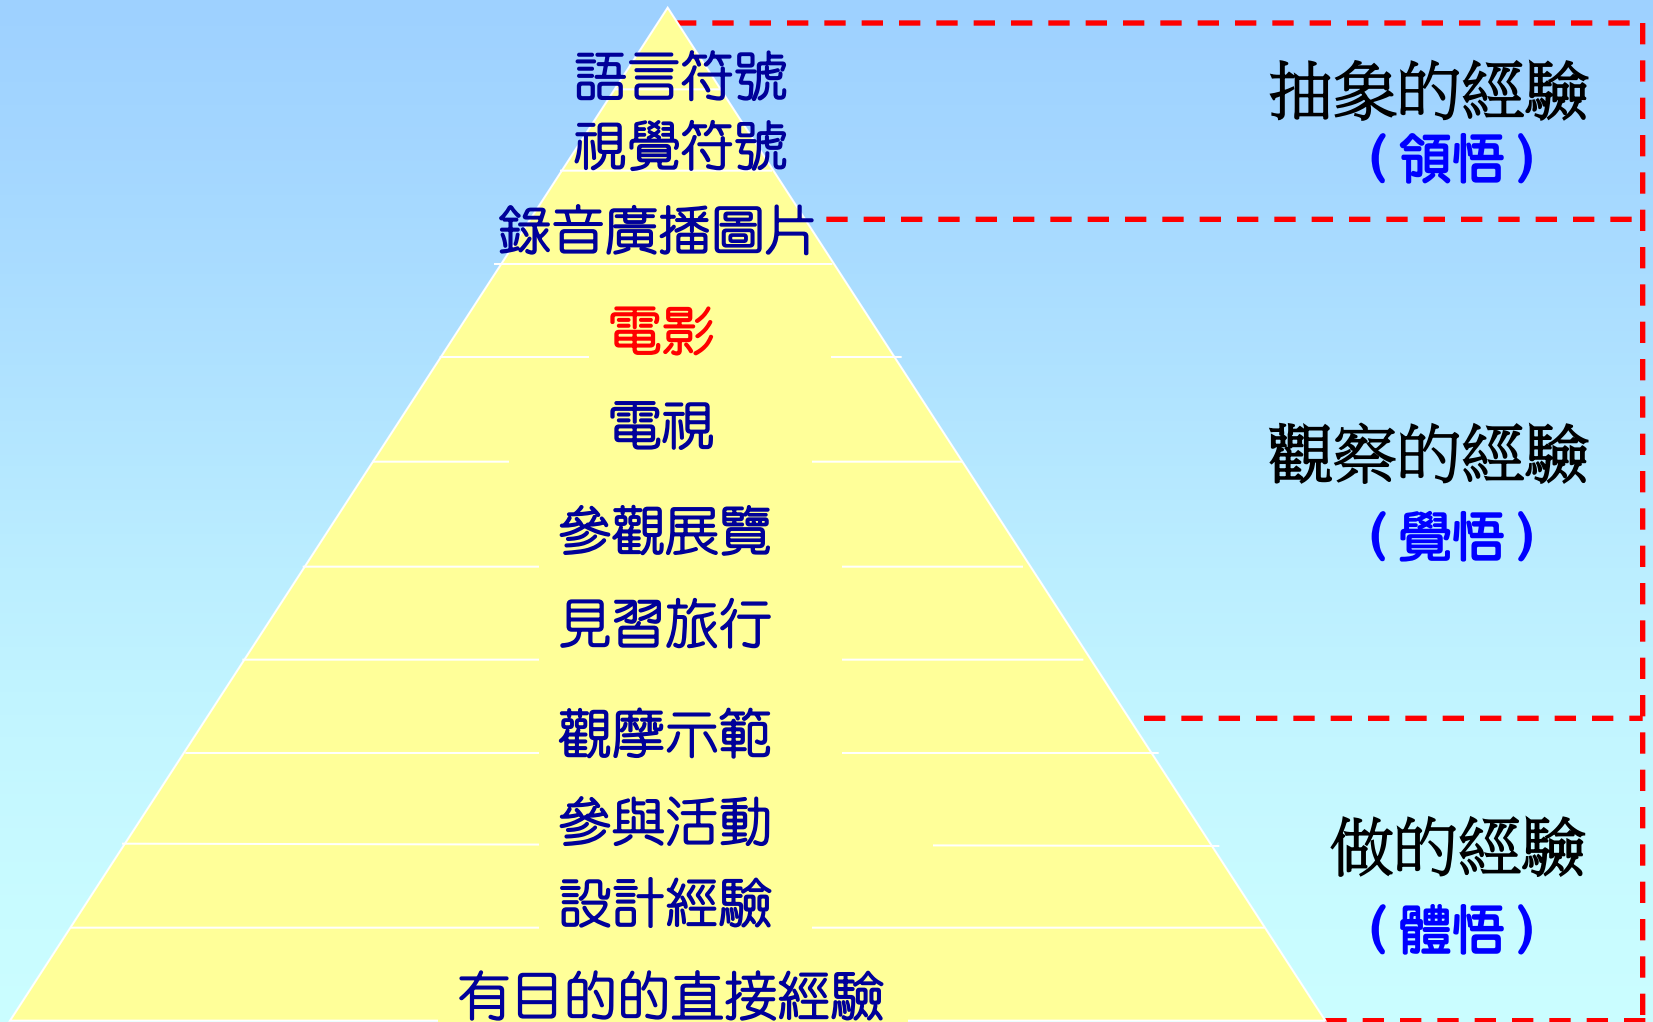 語言符號
視覺符號
錄音廣播圖片
電影
電視
參觀展覽
見習旅行
觀摩示範
參與活動
設計經驗
有目的的直接經驗
抽象的經驗
（領悟）
觀察的經驗
（覺悟）
做的經驗
（體悟）